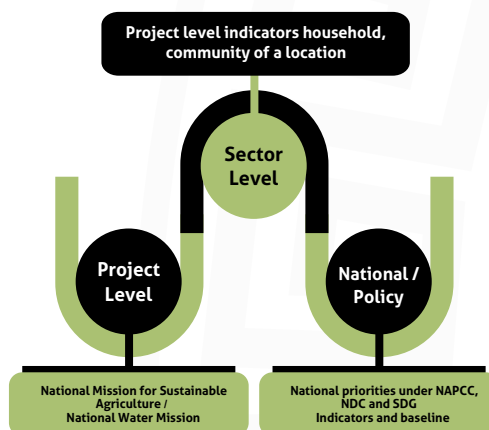 Project level indicators household,
community of a location
Sector
Level
Project
Level
National /
Policy
National Mission for Sustainable
Agriculture /
National Water Mission
National priorities under NAPCC,
NDC and SDG
Indicators and baseline